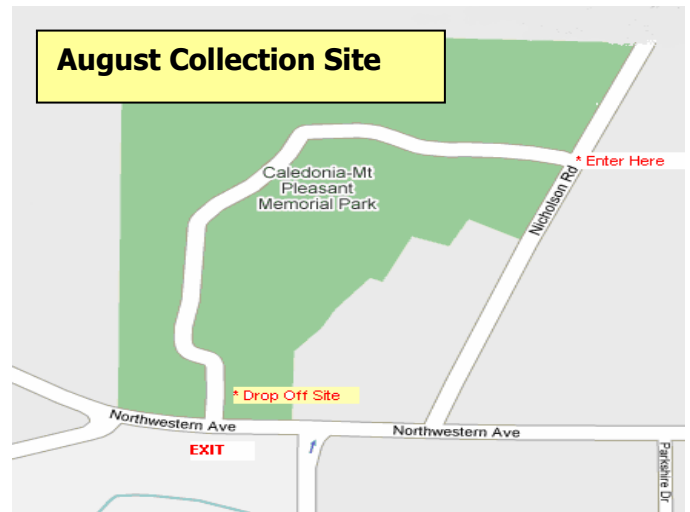 August Collection Site
* Enter Here
Caledonia-Mt
Pleasant
Memorial Park
Nicholson Rd
* Drop Off Site
Northwestern Ave
Northwestern Ave
EXIT
Parkshire Dr